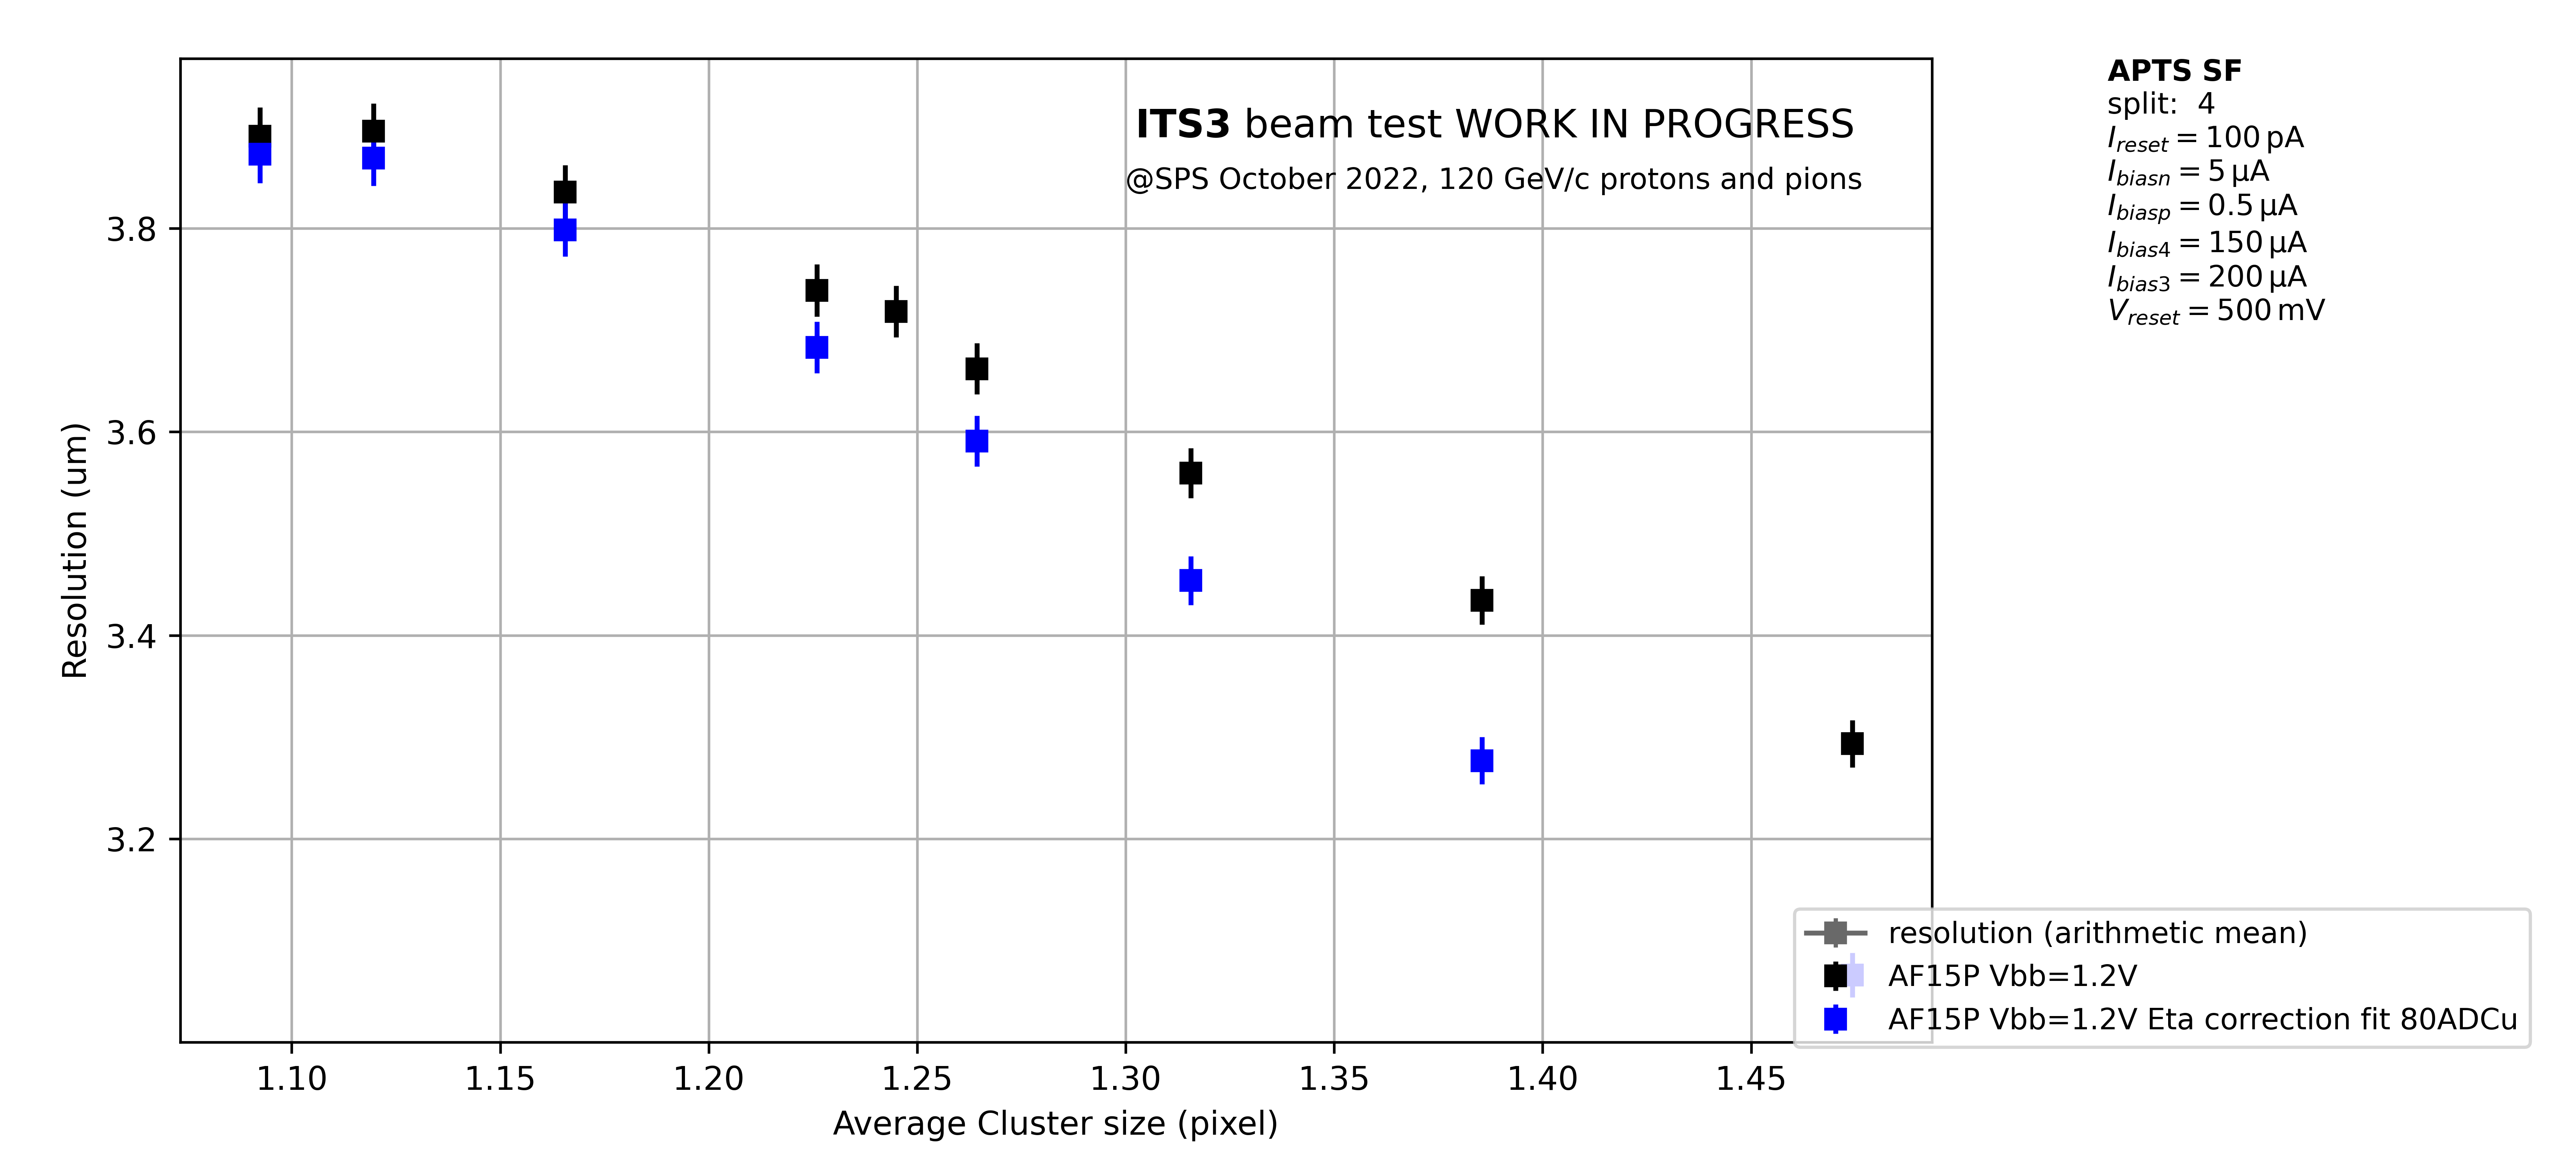 ITS3 beam test WORK IN PROGRESS
@SPS October 2022, 120 GeV/c protons and pions
APTS SF
split: 4
I_reset = 100 pA
I_biasn = 5 μA
I_biasp = 0.5 μA
I_bias4 = 150 μA
I_bias3 = 200 μA
V_reset = 500 mV
Resolution (um)
3.8
3.6
3.4
3.2
resolution (arithmetic mean)
AF15P Vbb=1.2V
AF15P Vbb=1.2V Eta correction fit 80ADCu
1.10 1.15 1.20 1.25 1.30 1.35 1.40 1.45
Average Cluster size (pixel)